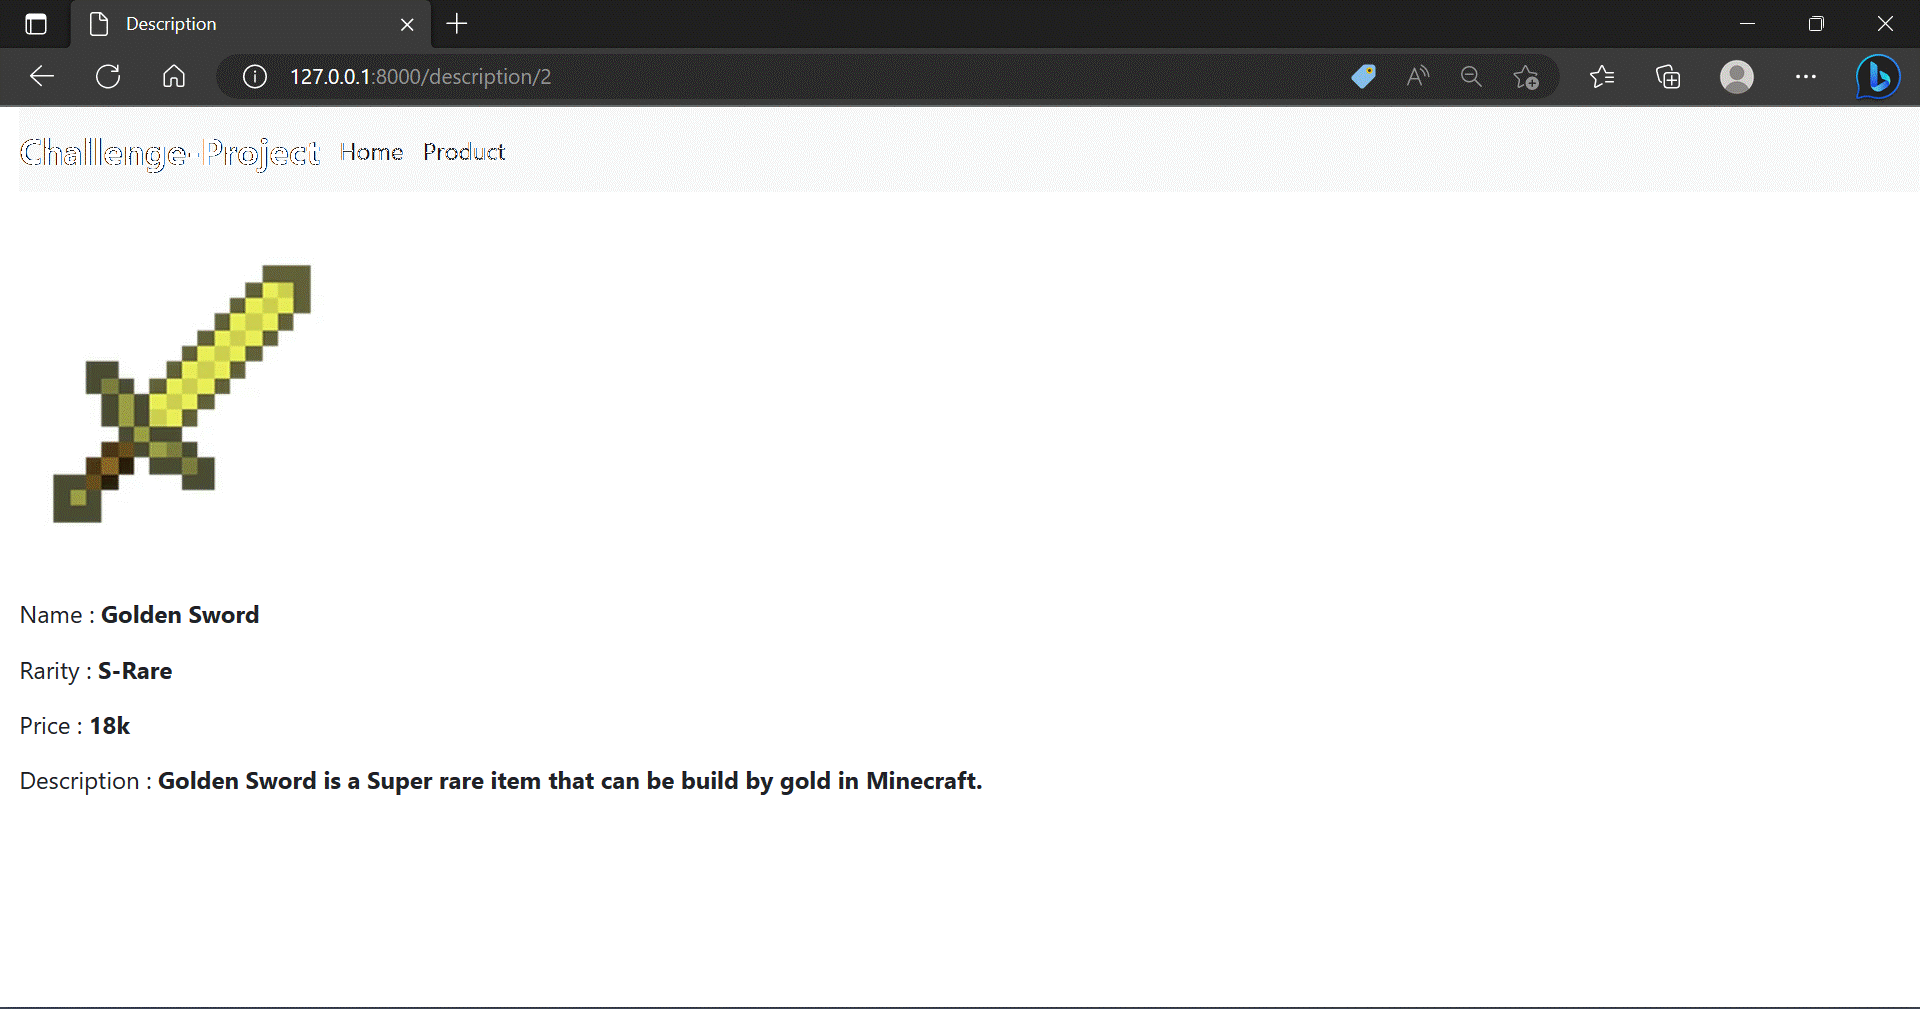 Description
127.0.0.1:8000/description/2
Challenge-Project Home Product
Name : Golden Sword
Rarity : S-Rare
Price : 18k
Description : Golden Sword is a Super rare item that can be build by gold in Minecraft.